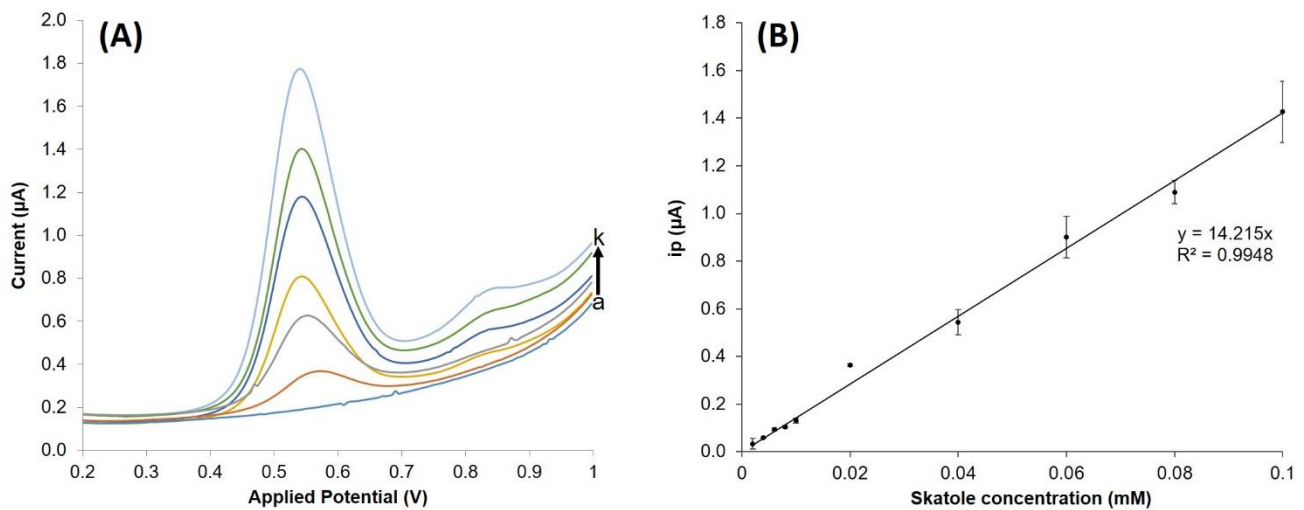 (A)
2.0
1.8
1.6
1.4
1.2
1.0
0.8
0.6
0.4
0.2
0.0
Current (µA)
k
a
0.2 0.3 0.4 0.5 0.6 0.7 0.8 0.9 1
Applied Potential (V)
(B)
1.8
1.6
1.4
1.2
1.0
0.8
0.6
0.4
0.2
0.0
ip (µA)
y = 14.215x
R² = 0.9948
0 0.02 0.04 0.06 0.08 0.1
Skatole concentration (mM)